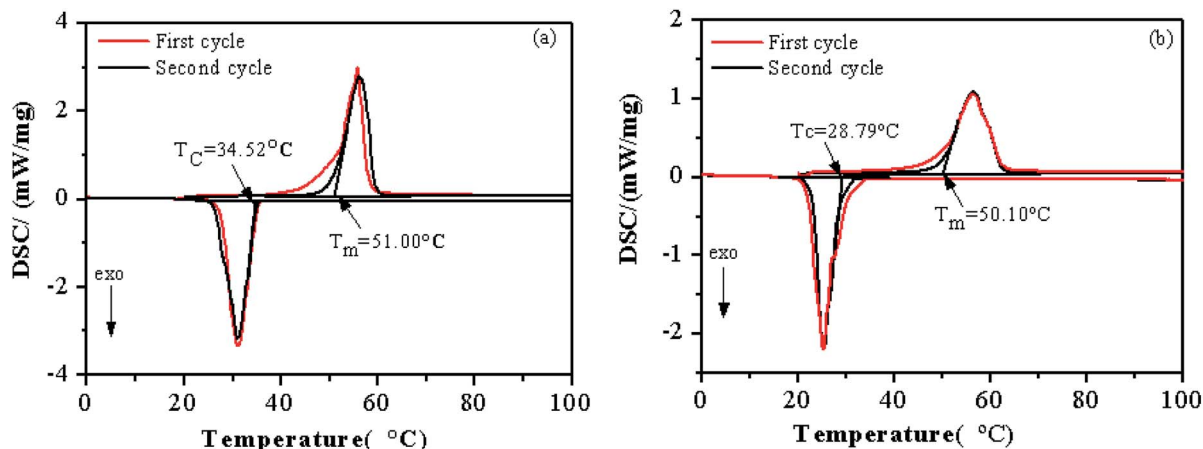 (a)
First cycle
Second cycle
T_C=34.52°C
T_m=51.00°C
exo
4
2
0
-2
-4
DSC/ (mW/mg)
0 20 40 60 80 100
Temperature( °C)
(b)
First cycle
Second cycle
Tc=28.79°C
T_m=50.10°C
exo
2
1
0
-1
-2
DSC/(mW/mg)
0 20 40 60 80 100
Temperature( °C)